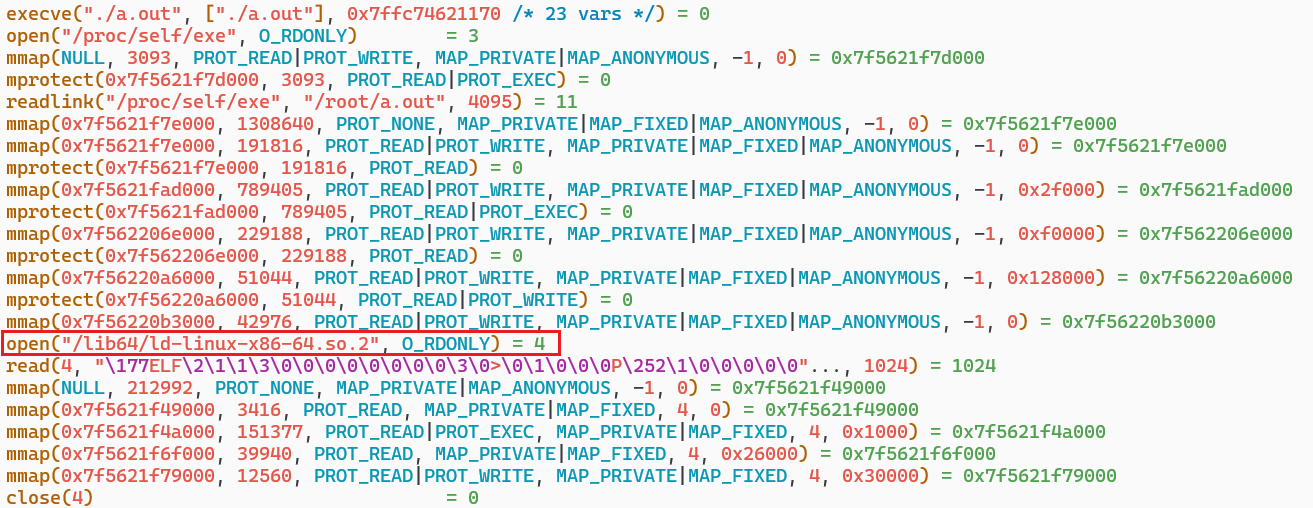 execve("./a.out", ["./a.out"], 0x7ffc74621170 /* 23 vars */) = 0
open("/proc/self/exe", O_RDONLY)        = 3
mmap(NULL, 3093, PROT_READ|PROT_WRITE, MAP_PRIVATE|MAP_ANONYMOUS, -1, 0) = 0x7f5621f7d000
mprotect(0x7f5621f7d000, 3093, PROT_READ|PROT_EXEC) = 0
readlink("/proc/self/exe", "/root/a.out", 4095) = 11
mmap(0x7f5621f7e000, 1308640, PROT_NONE, MAP_PRIVATE|MAP_FIXED|MAP_ANONYMOUS, -1, 0) = 0x7f5621f7e000
mmap(0x7f5621f7e000, 191816, PROT_READ|PROT_WRITE, MAP_PRIVATE|MAP_FIXED|MAP_ANONYMOUS, -1, 0) = 0x7f5621f7e000
mprotect(0x7f5621f7e000, 191816, PROT_READ) = 0
mmap(0x7f5621fad000, 789405, PROT_READ|PROT_WRITE, MAP_PRIVATE|MAP_FIXED|MAP_ANONYMOUS, -1, 0x2f000) = 0x7f5621fad000
mprotect(0x7f5621fad000, 789405, PROT_READ|PROT_EXEC) = 0
mmap(0x7f562206e000, 229188, PROT_READ|PROT_WRITE, MAP_PRIVATE|MAP_FIXED|MAP_ANONYMOUS, -1, 0xf0000) = 0x7f562206e000
mprotect(0x7f562206e000, 229188, PROT_READ) = 0
mmap(0x7f56220a6000, 51044, PROT_READ|PROT_WRITE, MAP_PRIVATE|MAP_FIXED|MAP_ANONYMOUS, -1, 0x128000) = 0x7f56220a6000
mprotect(0x7f56220a6000, 51044, PROT_READ|PROT_WRITE) = 0
mmap(0x7f56220b3000, 42976, PROT_READ|PROT_WRITE, MAP_PRIVATE|MAP_FIXED|MAP_ANONYMOUS, -1, 0) = 0x7f56220b3000
open("/lib64/ld-linux-x86-64.so.2", O_RDONLY) = 4
read(4, "\177ELF\2\1\1\3\0\0\0\0\0\0\0\0\3\0>\0\1\0\0\0P\252\1\0\0\0\0\0"..., 1024) = 1024
mmap(NULL, 212992, PROT_NONE, MAP_PRIVATE|MAP_ANONYMOUS, -1, 0) = 0x7f5621f49000
mmap(0x7f5621f49000, 3416, PROT_READ, MAP_PRIVATE|MAP_FIXED, 4, 0) = 0x7f5621f49000
mmap(0x7f5621f4a000, 151377, PROT_READ|PROT_EXEC, MAP_PRIVATE|MAP_FIXED, 4, 0x1000) = 0x7f5621f4a000
mmap(0x7f5621f6f000, 39940, PROT_READ, MAP_PRIVATE|MAP_FIXED, 4, 0x26000) = 0x7f5621f6f000
mmap(0x7f5621f79000, 12560, PROT_READ|PROT_WRITE, MAP_PRIVATE|MAP_FIXED, 4, 0x30000) = 0x7f5621f79000
close(4)                                = 0